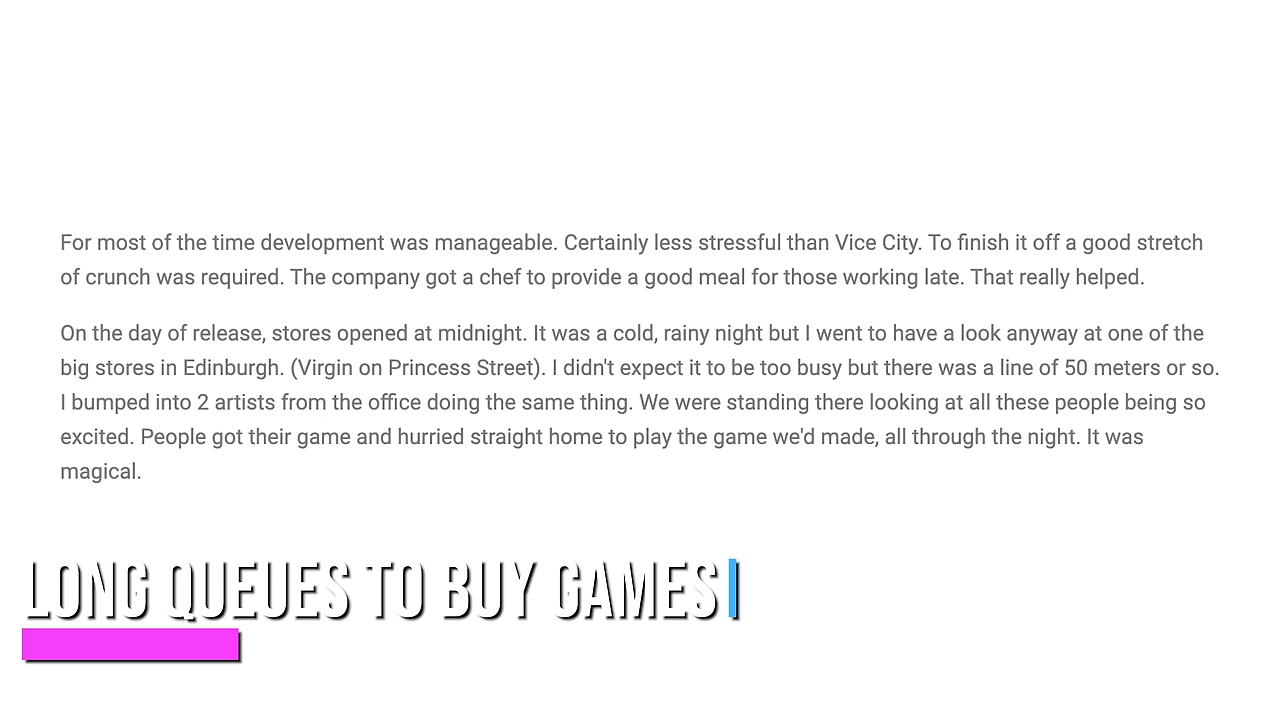 For most of the time development was manageable. Certainly less stressful than Vice City. To finish it off a good stretch
of crunch was required. The company got a chef to provide a good meal for those working late. That really helped.
On the day of release, stores opened at midnight. It was a cold, rainy night but I went to have a look anyway at one of the
big stores in Edinburgh. (Virgin on Princess Street). I didn't expect it to be too busy but there was a line of 50 meters or so.
I bumped into 2 artists from the office doing the same thing. We were standing there looking at all these people being so
excited. People got their game and hurried straight home to play the game we'd made, all through the night. It was
magical.
LONG QUEUES TO BUY GAMES